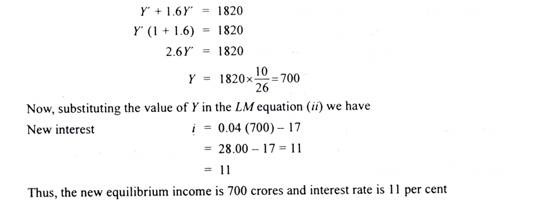 Y' + 1.6Y' = 1820
Y' (1 + 1.6) = 1820
2.6Y' = 1820
Y = 1820×10/26=700
Now, substituting the value of Y in the LM equation (ii) we have
New interest i = 0.04 (700) – 17
= 28.00 – 17 = 11
= 11
Thus, the new equilibrium income is 700 crores and interest rate is 11 per cent